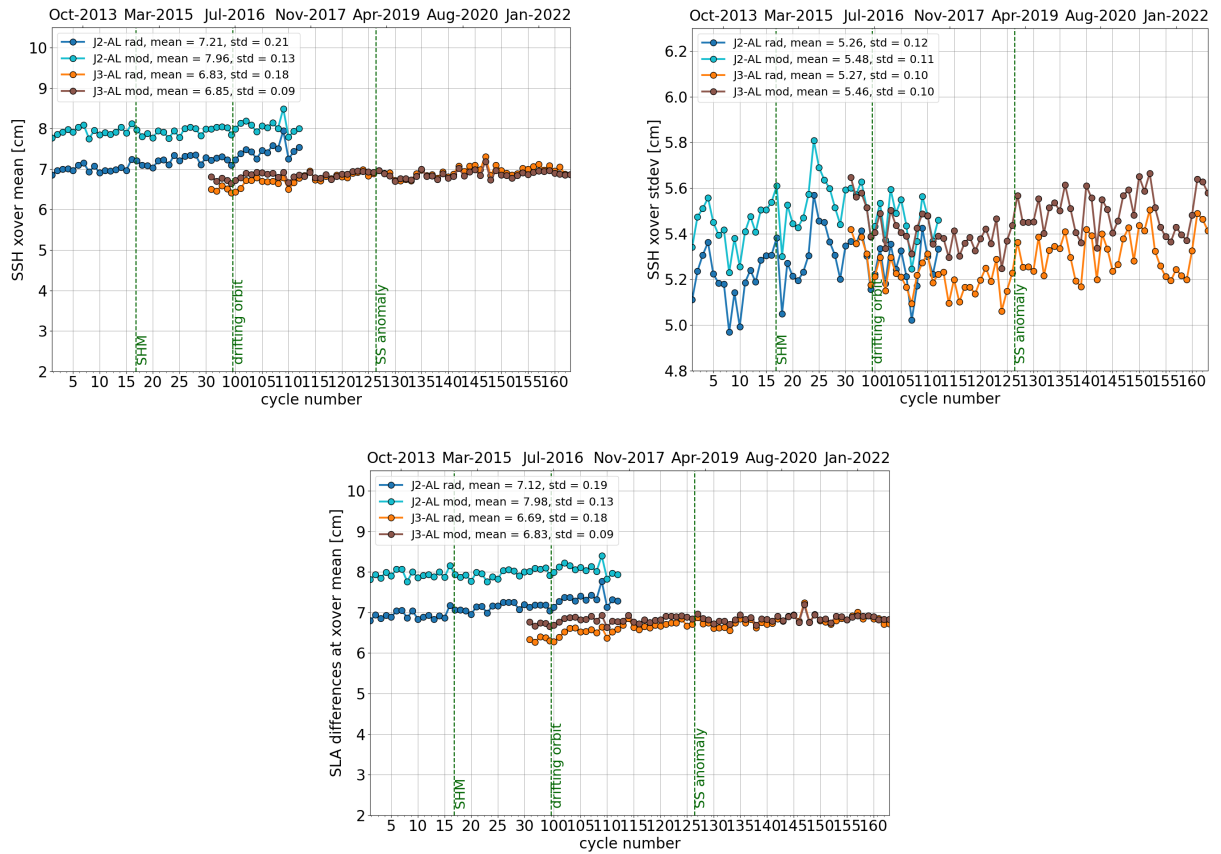 Oct-2013 Mar-2015 Jul-2016 Nov-2017 Apr-2019 Aug-2020 Jan-2022
J2-AL rad, mean = 7.21, std = 0.21
J2-AL mod, mean = 7.96, std = 0.13
J3-AL rad, mean = 6.83, std = 0.18
J3-AL mod, mean = 6.85, std = 0.09
SSH xover mean [cm]
10
9
8
7
6
5
4
3
2
SHM
drifting orbit
SS anomaly
5 10 15 20 25 30 100 105 110 115 120 125 130 135 140 145 150 155 160
cycle number
Oct-2013 Mar-2015 Jul-2016 Nov-2017 Apr-2019 Aug-2020 Jan-2022
J2-AL rad, mean = 5.26, std = 0.12
J2-AL mod, mean = 5.48, std = 0.11
J3-AL rad, mean = 5.27, std = 0.10
J3-AL mod, mean = 5.46, std = 0.10
SSH xover stdev [cm]
6.2
6.0
5.8
5.6
5.4
5.2
5.0
4.8
SHM
drifting orbit
SS anomaly
5 10 15 20 25 30 100 105 110 115 120 125 130 135 140 145 150 155 160
cycle number
Oct-2013 Mar-2015 Jul-2016 Nov-2017 Apr-2019 Aug-2020 Jan-2022
J2-AL rad, mean = 7.12, std = 0.19
J2-AL mod, mean = 7.98, std = 0.13
J3-AL rad, mean = 6.69, std = 0.18
J3-AL mod, mean = 6.83, std = 0.09
SLA differences at xover mean [cm]
10
9
8
7
6
5
4
3
2
SHM
drifting orbit
SS anomaly
5 10 15 20 25 30 100 105 110 115 120 125 130 135 140 145 150 155 160
cycle number